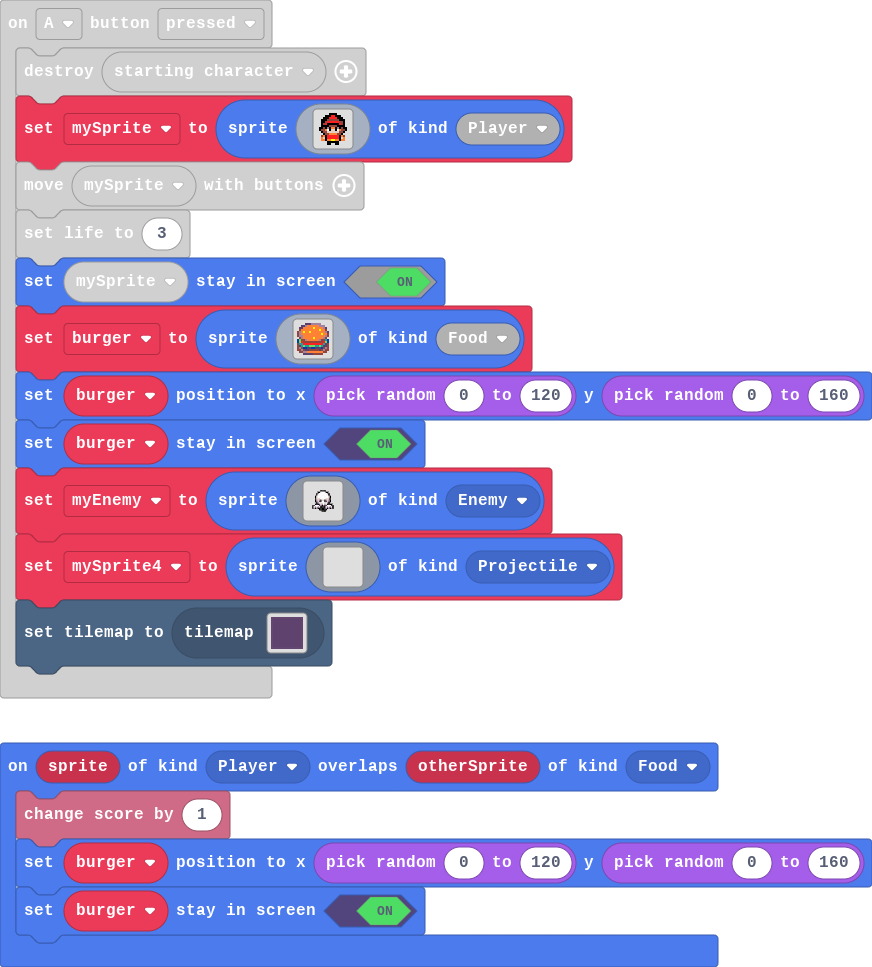 on A button pressed
destroy starting character
set mySprite to sprite of kind Player
move mySprite with buttons
set life to 3
set mySprite stay in screen ON
set burger to sprite of kind Food
set burger position to x pick random 0 to 120 y pick random 0 to 160
set burger stay in screen ON
set myEnemy to sprite of kind Enemy
set mySprite4 to sprite of kind Projectile
set tilemap to tilemap
on sprite of kind Player overlaps otherSprite of kind Food
change score by 1
set burger position to x pick random 0 to 120 y pick random 0 to 160
set burger stay in screen ON